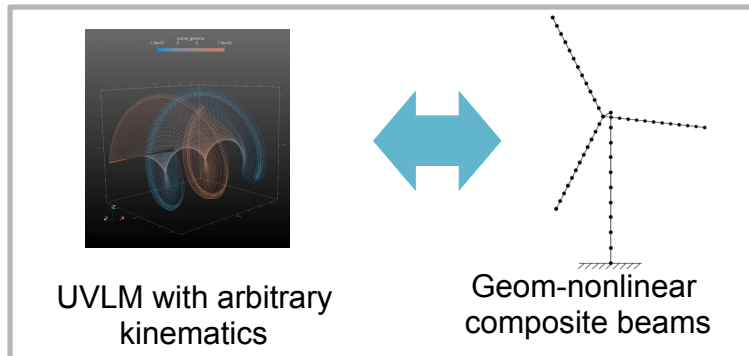 UVLM with arbitrary
kinematics
Geom-nonlinear
composite beams